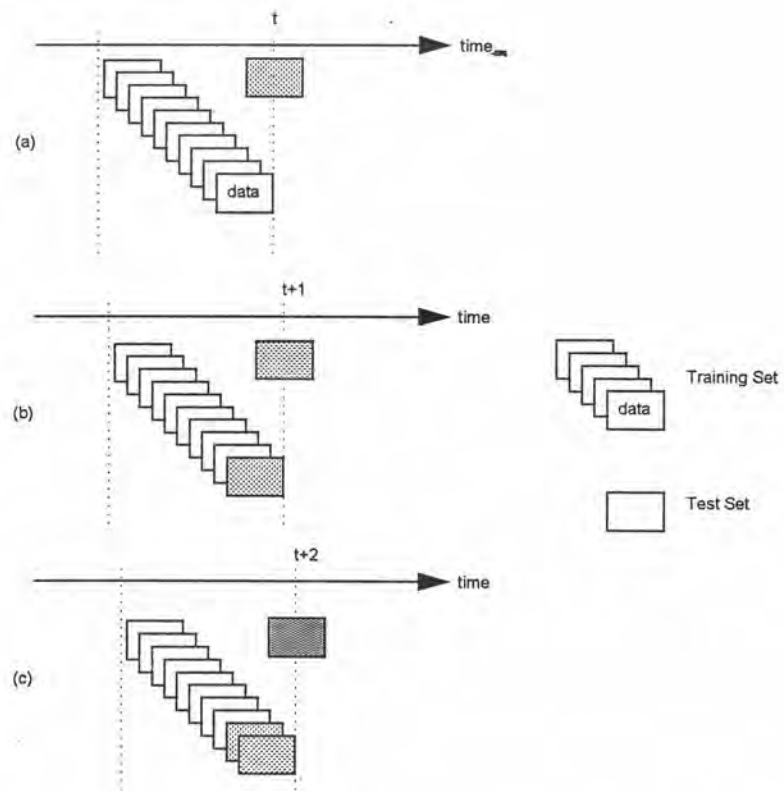 t
time
(a)
data
t+1
time
(b)
Training Set
data
Test Set
t+2
time
(c)